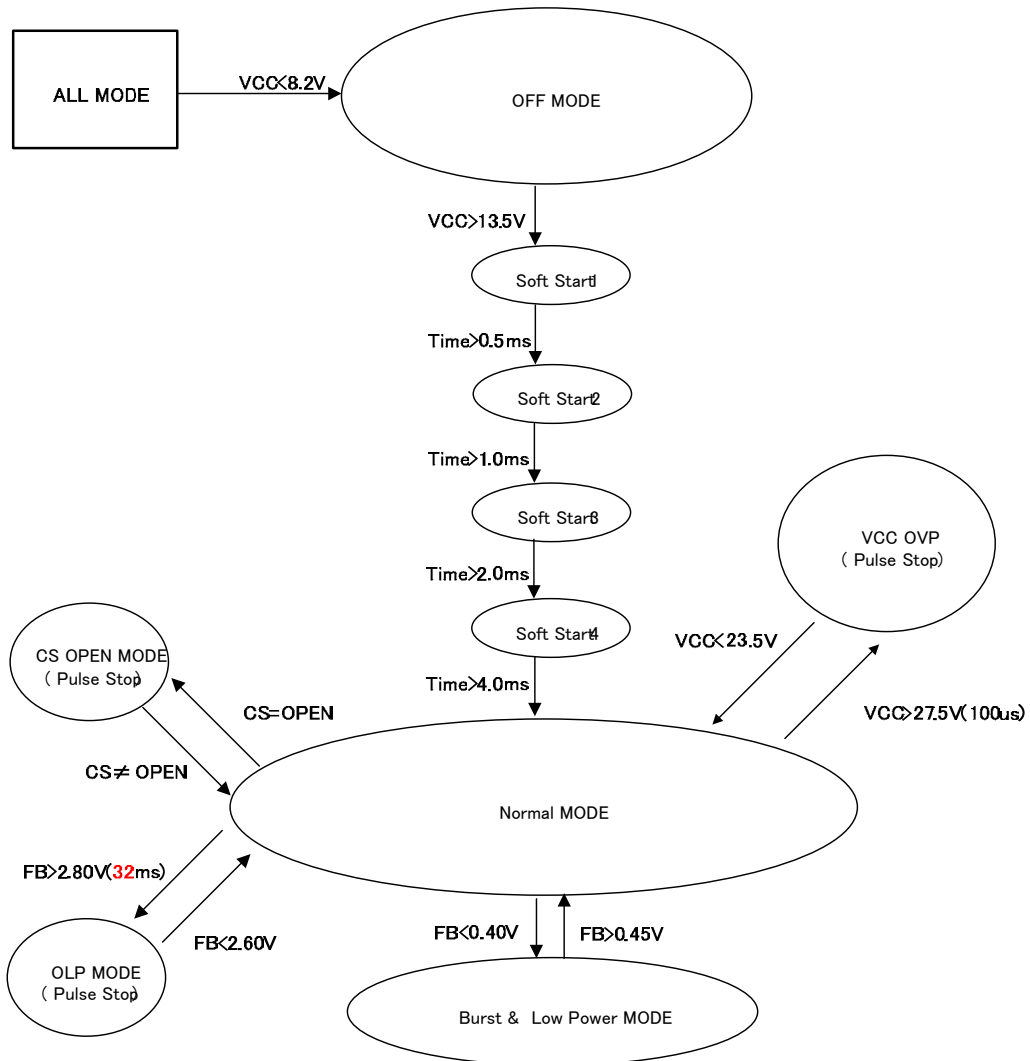 ALL MODE
VCC<8.2V
OFF MODE
VCC>13.5V
Soft Start1
Time>0.5ms
Soft Start2
Time>1.0ms
Soft Start3
Time>2.0ms
Soft Start4
Time>4.0ms
VCC OVP
( Pulse Stop)
VCC<23.5V
VCC>27.5V(100us)
CS OPEN MODE
( Pulse Stop)
CS=OPEN
CS≠ OPEN
Normal MODE
FB>2.80V(32ms)
FB<2.60V
OLP MODE
( Pulse Stop)
FB<0.40V
FB>0.45V
Burst & Low Power MODE